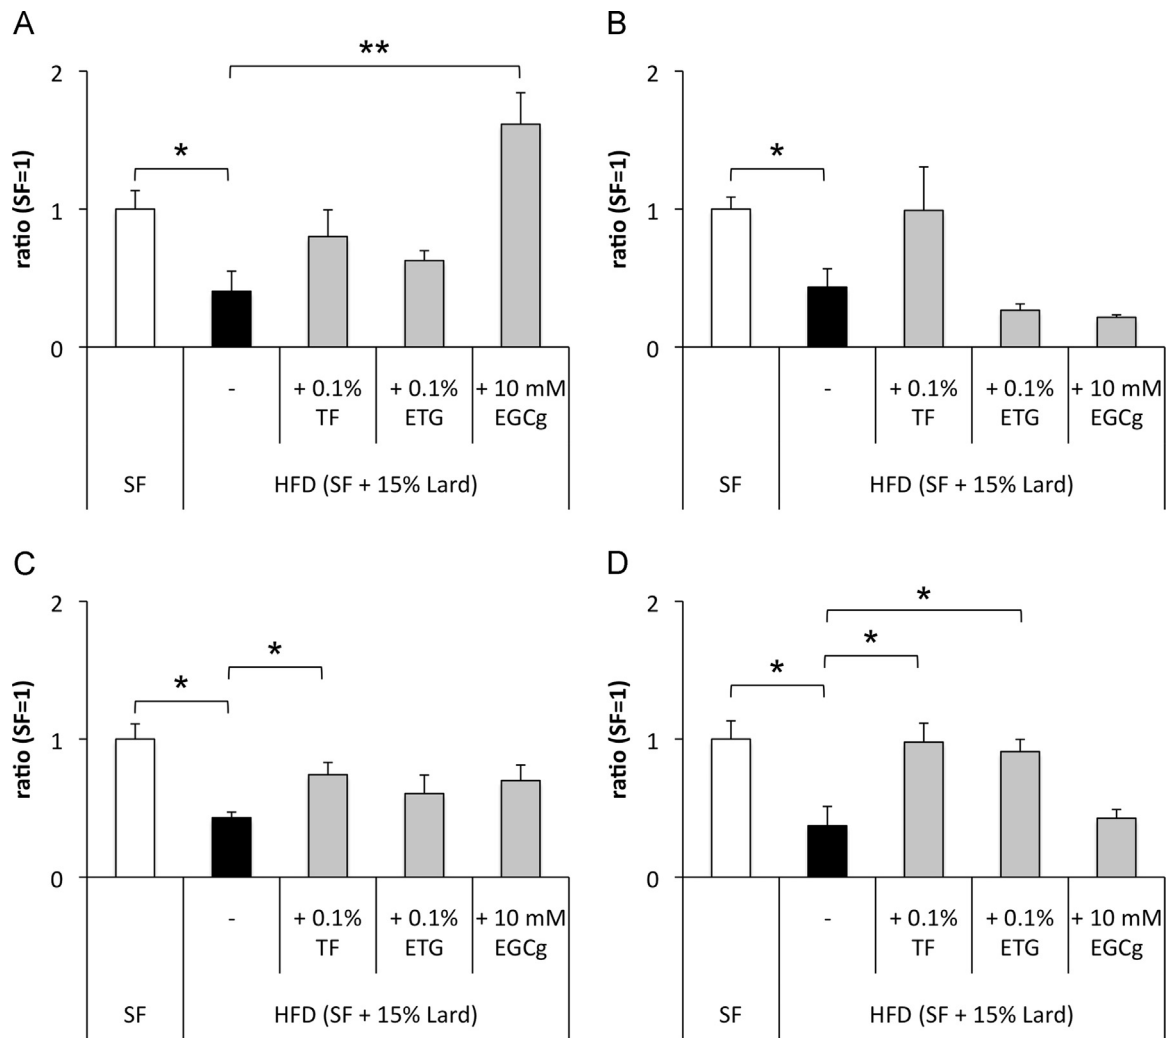 A
ratio (SF=1)
2
1
0
*
**
-
+ 0.1%
TF
+ 0.1%
ETG
+ 10 mM
EGCg
SF
HFD (SF + 15% Lard)
B
ratio (SF=1)
2
1
0
*
-
+ 0.1%
TF
+ 0.1%
ETG
+ 10 mM
EGCg
SF
HFD (SF + 15% Lard)
C
ratio (SF=1)
2
1
0
*
*
-
+ 0.1%
TF
+ 0.1%
ETG
+ 10 mM
EGCg
SF
HFD (SF + 15% Lard)
D
ratio (SF=1)
2
1
0
*
*
*
-
+ 0.1%
TF
+ 0.1%
ETG
+ 10 mM
EGCg
SF
HFD (SF + 15% Lard)